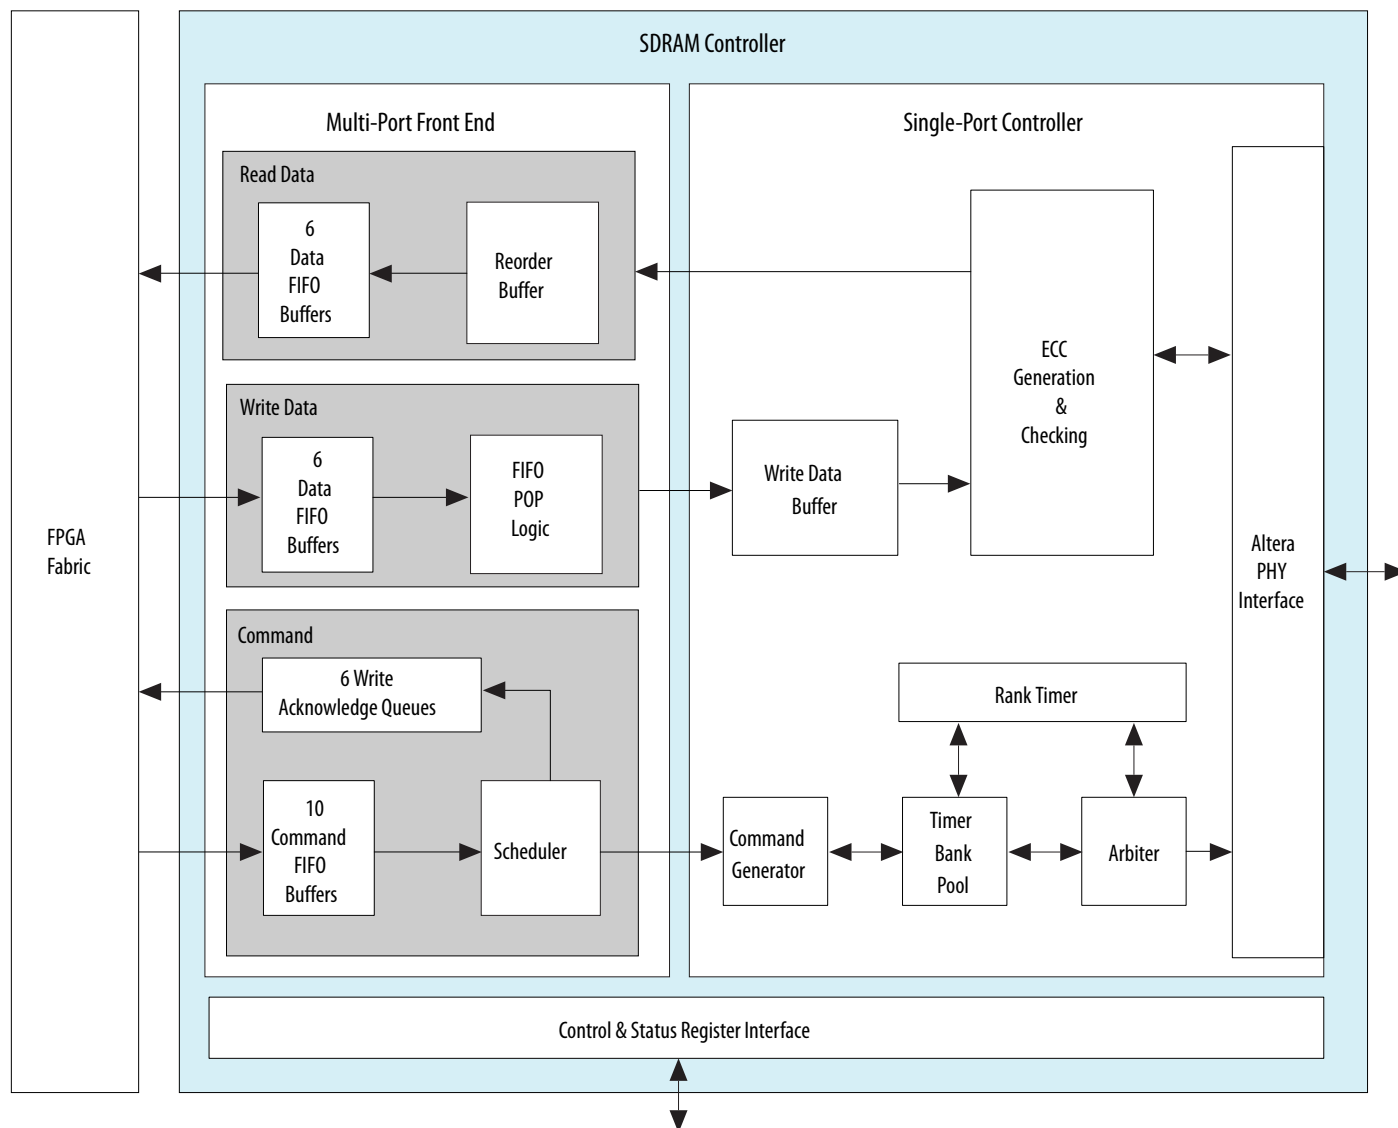 SDRAM Controller
Multi-Port Front End
Single-Port Controller
Read Data
6
Data
FIFO
Buffers
Reorder
Buffer
ECC
Generation
&
Checking
Write Data
6
Data
FIFO
Buffers
FIFO
POP
Logic
Write Data
Buffer
FPGA
Fabric
Altera
PHY
Interface
Command
6 Write
Acknowledge Queues
Rank Timer
10
Command
FIFO
Buffers
Scheduler
Command
Generator
Timer
Bank
Pool
Arbiter
Control & Status Register Interface